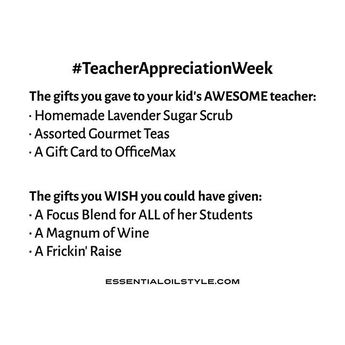 #TeacherAppreciationWeek
The gifts you gave to your kid's AWESOME teacher:
· Homemade Lavender Sugar Scrub
· Assorted Gourmet Teas
· A Gift Card to OfficeMax
The gifts you WISH you could have given:
· A Focus Blend for ALL of her Students
· A Magnum of Wine
· A Frickin' Raise
ESSENTIALOILSTYLE.COM